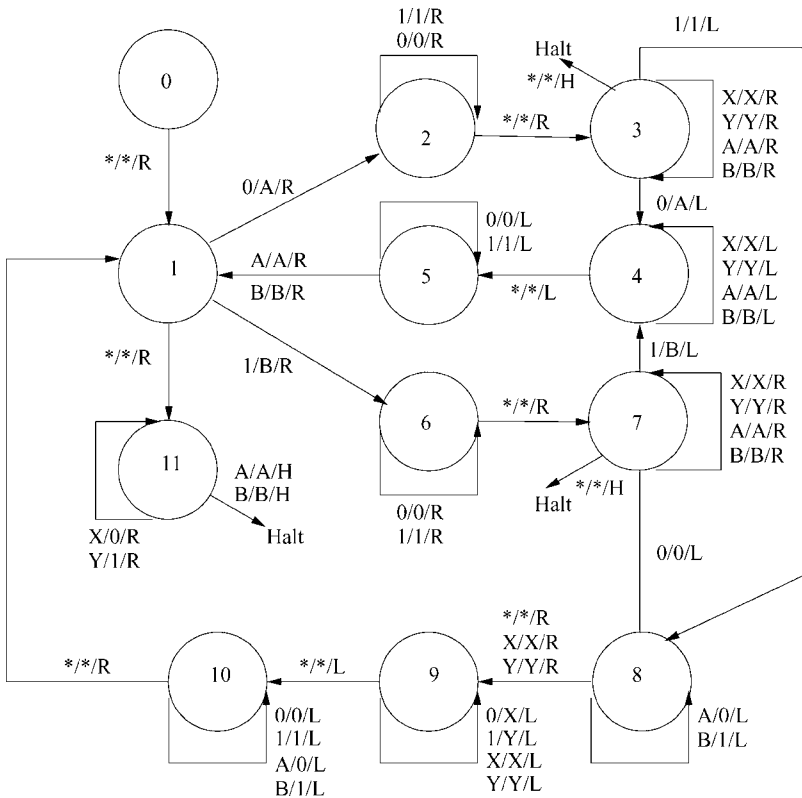 1/1/R
0/0/R
1/1/L
Halt
*/*/H
0
2
3
X/X/R
Y/Y/R
A/A/R
B/B/R
*/*/R
*/*/R
0/A/R
0/A/L
0/0/L
1/1/L
1
A/A/R
B/B/R
5
*/*/L
4
X/X/L
Y/Y/L
A/A/L
B/B/L
*/*/R
1/B/R
1/B/L
6
*/*/R
7
X/X/R
Y/Y/R
A/A/R
B/B/R
11
A/A/H
B/B/H
Halt
*/*/H
Halt
X/0/R
Y/1/R
0/0/R
1/1/R
0/0/L
*/*/R
X/X/R
Y/Y/R
*/*/R
10
*/*/L
9
8
0/0/L
1/1/L
A/0/L
B/1/L
0/X/L
1/Y/L
X/X/L
Y/Y/L
A/0/L
B/1/L